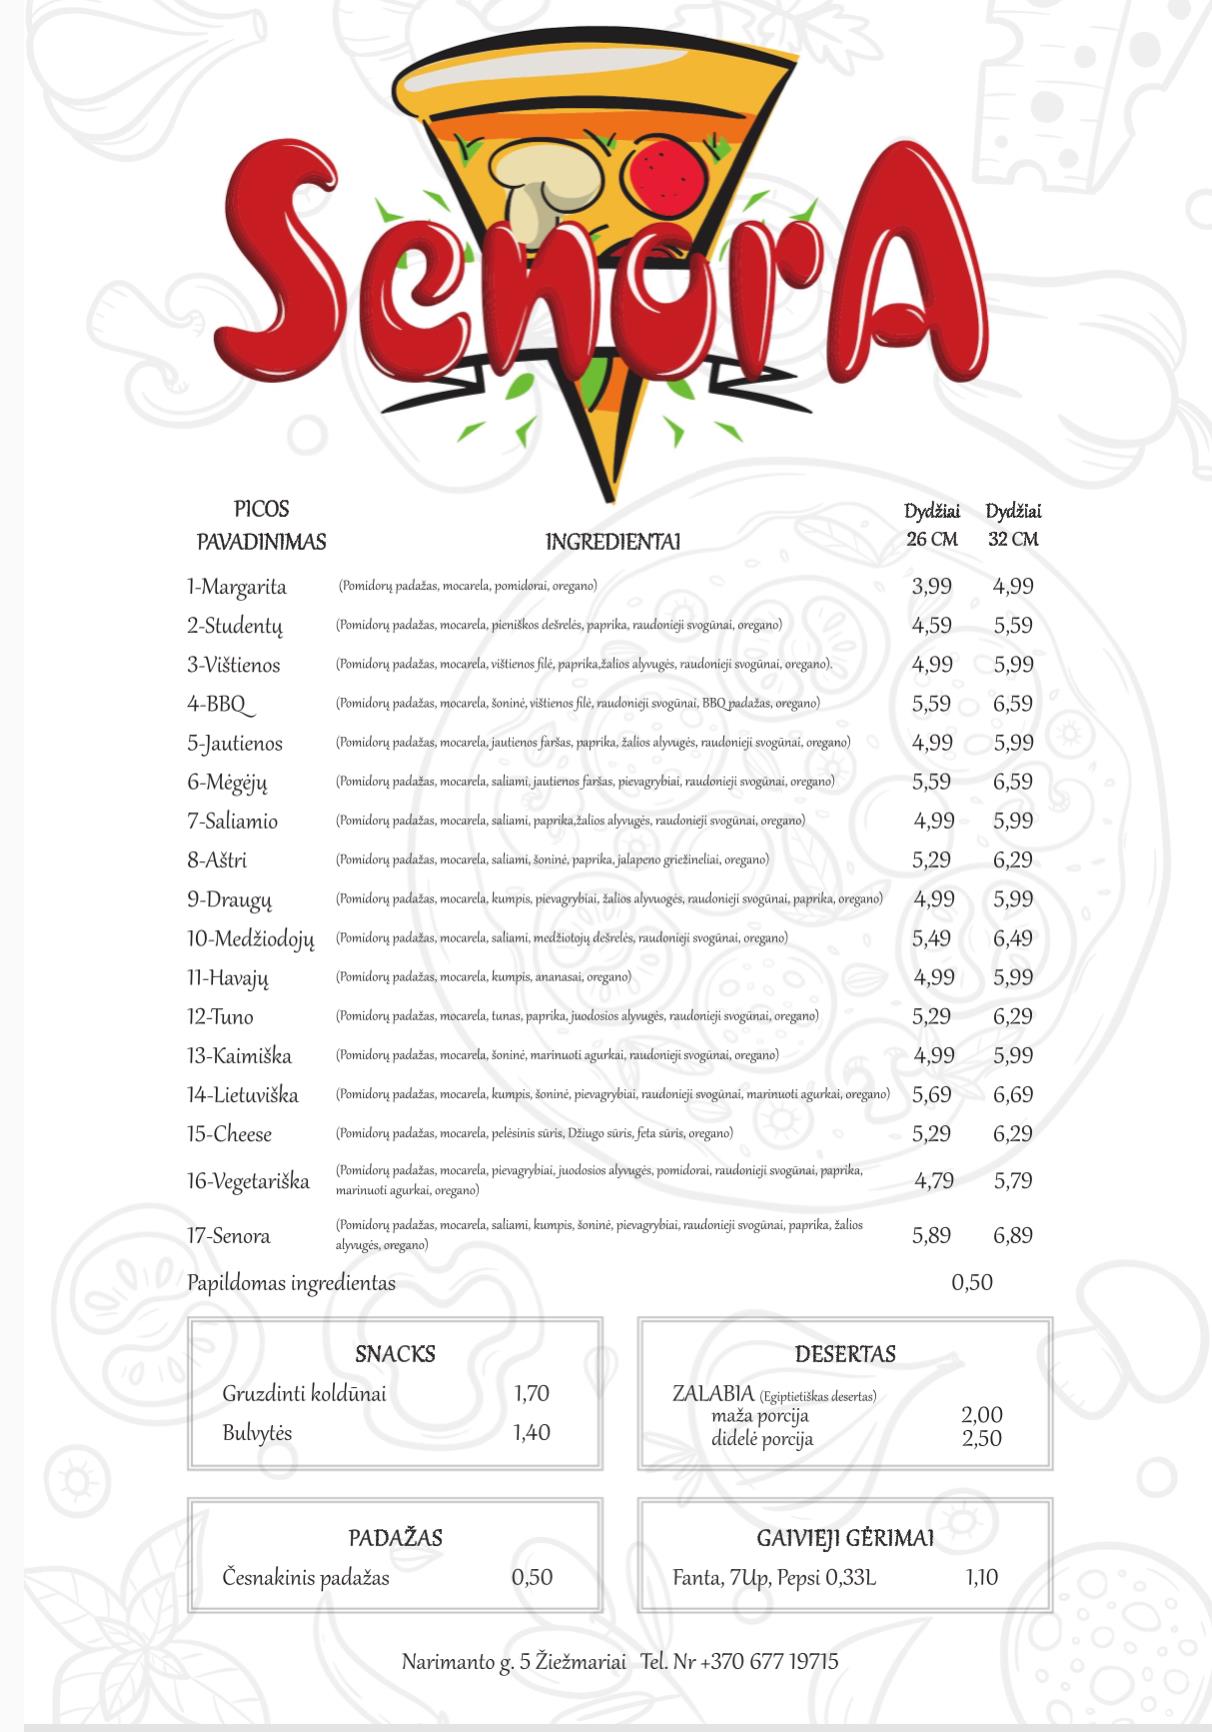 SenorA
PICOS
PAVADINIMAS
INGREDIENTAI
Dydžiai
26 CM
Dydžiai
32 CM
1-Margarita (Pomidorų padažas, mocarela, pomidorai, oregano) 3,99 4,99
2-Studentų (Pomidorų padažas, mocarela, pieniškos dešrelės, paprika, raudonieji svogūnai, oregano) 4,59 5,59
3-Vištienos (Pomidorų padažas, mocarela, vištienos filė, paprika,žalios alyvugės, raudonieji svogūnai, oregano). 4,99 5,99
4-BBQ (Pomidorų padažas, mocarela, šoninė, vištienos filė, raudonieji svogūnai, BBQ padažas, oregano) 5,59 6,59
5-Jautienos (Pomidorų padažas, mocarela, jautienos faršas, paprika, žalios alyvugės, raudonieji svogūnai, oregano) 4,99 5,99
6-Mėgėjų (Pomidorų padažas, mocarela, saliami, jautienos faršas, pievagrybiai, raudonieji svogūnai, oregano) 5,59 6,59
7-Saliamio (Pomidorų padažas, mocarela, saliami, paprika,žalios alyvugės, raudonieji svogūnai, oregano) 4,99 5,99
8-Aštri (Pomidorų padažas, mocarela, saliami, šoninė, paprika, jalapeno griežineliai, oregano) 5,29 6,29
9-Draugų (Pomidorų padažas, mocarela, kumpis, pievagrybiai, žalios alyvuogės, raudonieji svogūnai, paprika, oregano) 4,99 5,99
10-Medžiodojų (Pomidorų padažas, mocarela, saliami, medžiotojų dešrelės, raudonieji svogūnai, oregano) 5,49 6,49
11-Havajų (Pomidorų padažas, mocarela, kumpis, ananasai, oregano) 4,99 5,99
12-Tuno (Pomidorų padažas, mocarela, tunas, paprika, juodosios alyvugės, raudonieji svogūnai, oregano) 5,29 6,29
13-Kaimiška (Pomidorų padažas, mocarela, šoninė, marinuoti agurkai, raudonieji svogūnai, oregano) 4,99 5,99
14-Lietuviška (Pomidorų padažas, mocarela, kumpis, šoninė, pievagrybiai, raudonieji svogūnai, marinuoti agurkai, oregano) 5,69 6,69
15-Cheese (Pomidorų padažas, mocarela, pelėsinis sūris, Džiugo sūris, feta sūris, oregano) 5,29 6,29
16-Vegetariška (Pomidorų padažas, mocarela, pievagrybiai, juodosios alyvugės, pomidorai, raudonieji svogūnai, paprika, 4,79 5,79
marinuoti agurkai, oregano)
17-Senora (Pomidorų padažas, mocarela, saliami, kumpis, šoninė, pievagrybiai, raudonieji svogūnai, paprika, žalios 5,89 6,89
alyvugės, oregano)
Papildomas ingredientas 0,50
SNACKS
Gruzdinti koldūnai 1,70
Bulvytės 1,40
DESERTAS
ZALABIA (Egiptietiškas desertas)
maža porcija 2,00
didelė porcija 2,50
PADAŽAS
Česnakinis padažas 0,50
GAIVIEJI GĖRIMAI
Fanta, 7Up, Pepsi 0,33L 1,10
Narimanto g. 5 Žiežmariai Tel. Nr +370 677 19715